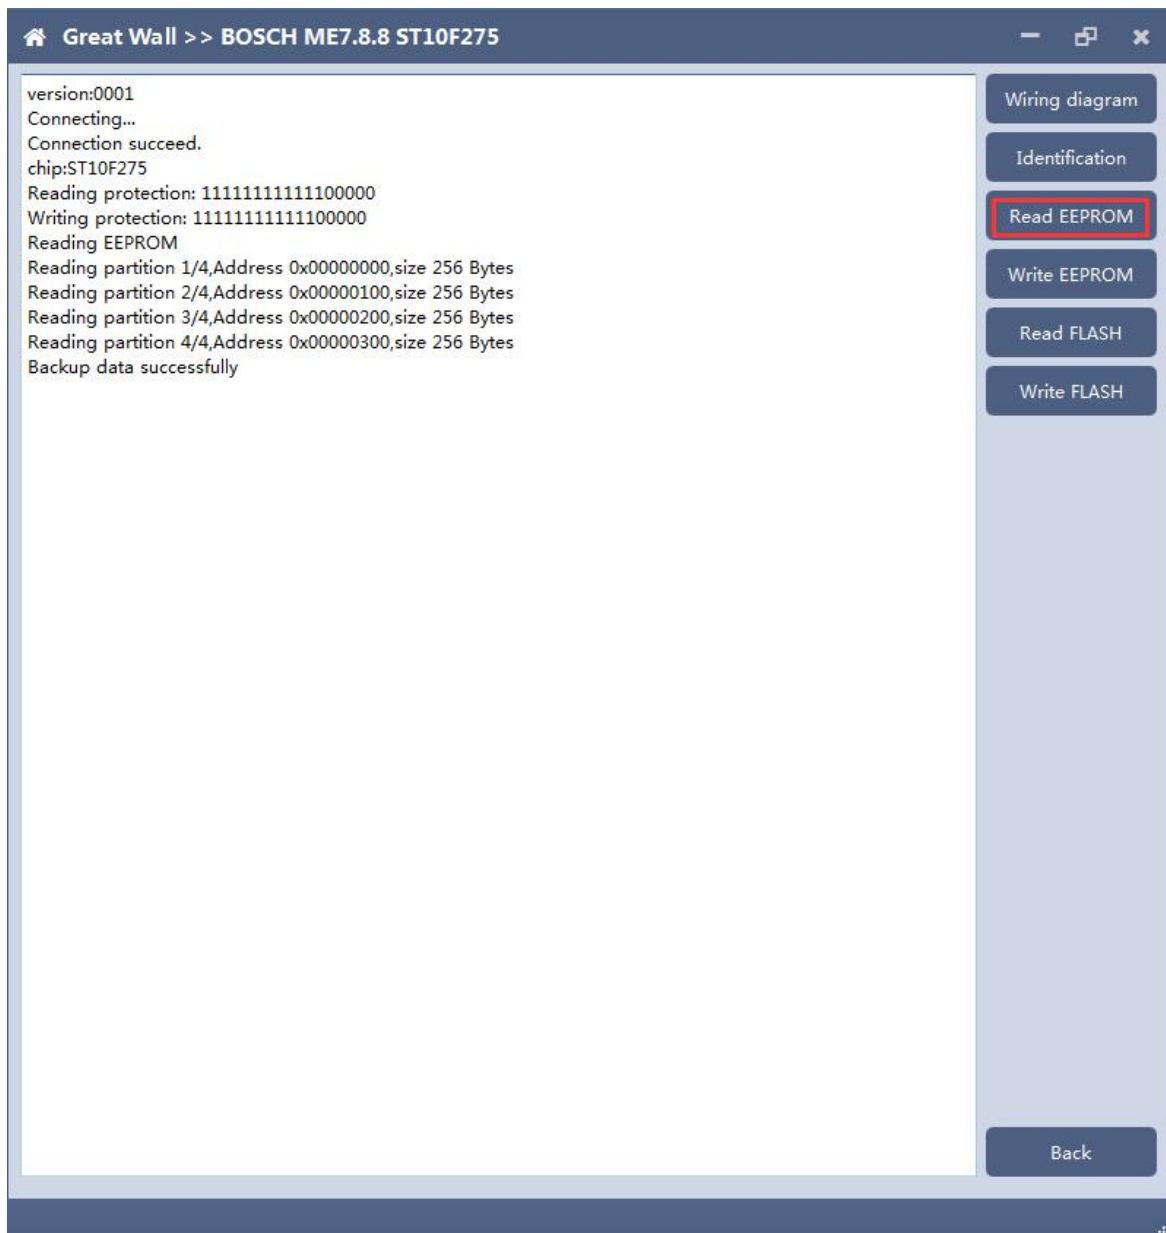 Great Wall >> BOSCH ME7.8.8 ST10F275
version:0001
Connecting...
Connection succeed.
chip:ST10F275
Reading protection: 11111111111100000
Writing protection: 11111111111100000
Reading EEPROM
Reading partition 1/4,Address 0x00000000,size 256 Bytes
Reading partition 2/4,Address 0x00000100,size 256 Bytes
Reading partition 3/4,Address 0x00000200,size 256 Bytes
Reading partition 4/4,Address 0x00000300,size 256 Bytes
Backup data successfully
Wiring diagram
Identification
Read EEPROM
Write EEPROM
Read FLASH
Write FLASH
Back